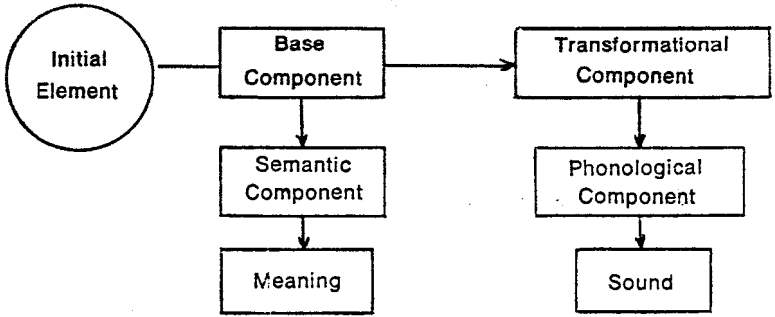 Initial
Element
Base
Component
Transformational
Component
Semantic
Component
Phonological
Component
Meaning
Sound